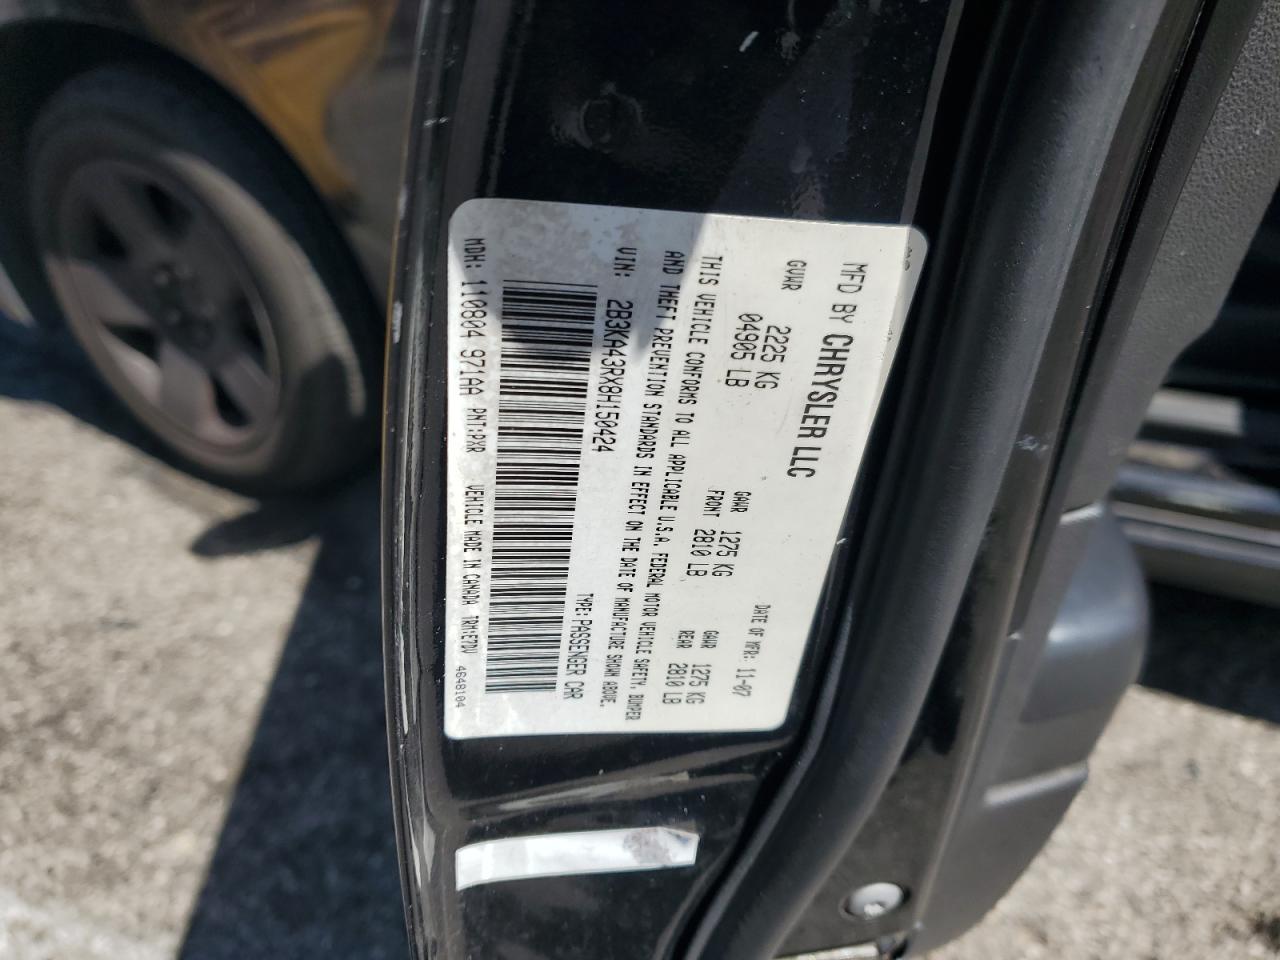 MFD BY CHRYSLER LLC
DATE OF MFR: 11-07
GVWR 2225 KG
04905 LB
GAWR FRONT 1275 KG
2810 LB
GAWR REAR 1275 KG
2810 LB
THIS VEHICLE CONFORMS TO ALL APPLICABLE U.S.A. FEDERAL MOTOR VEHICLE SAFETY, BUMPER
AND THEFT PREVENTION STANDARDS IN EFFECT ON THE DATE OF MANUFACTURE SHOWN ABOVE.
VIN: 2B3KA43RX8H150424
TYPE: PASSENGER CAR
MDH: 110804 971AA PNT:PXR VEHICLE MADE IN CANADA TRM:E7DV
4648104